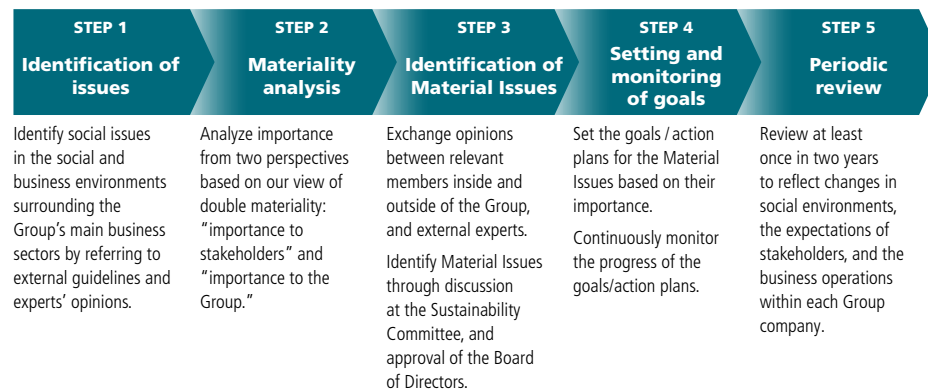 STEP 1
Identification of
issues
Identify social issues
in the social and
business environments
surrounding the
Group's main business
sectors by referring to
external guidelines and
experts' opinions.
STEP 2
Materiality
analysis
Analyze importance
from two perspectives
based on our view of
double materiality:
“importance to
stakeholders” and
“importance to the
Group.”
STEP 3
Identification of
Material Issues
Exchange opinions
between relevant
members inside and
outside of the Group,
and external experts.
Identify Material Issues
through discussion
at the Sustainability
Committee, and
approval of the Board
of Directors.
STEP 4
Setting and
monitoring
of goals
Set the goals / action
plans for the Material
Issues based on their
importance.
Continuously monitor
the progress of the
goals/action plans.
STEP 5
Periodic
review
Review at least
once in two years
to reflect changes in
social environments,
the expectations of
stakeholders, and the
business operations
within each Group
company.